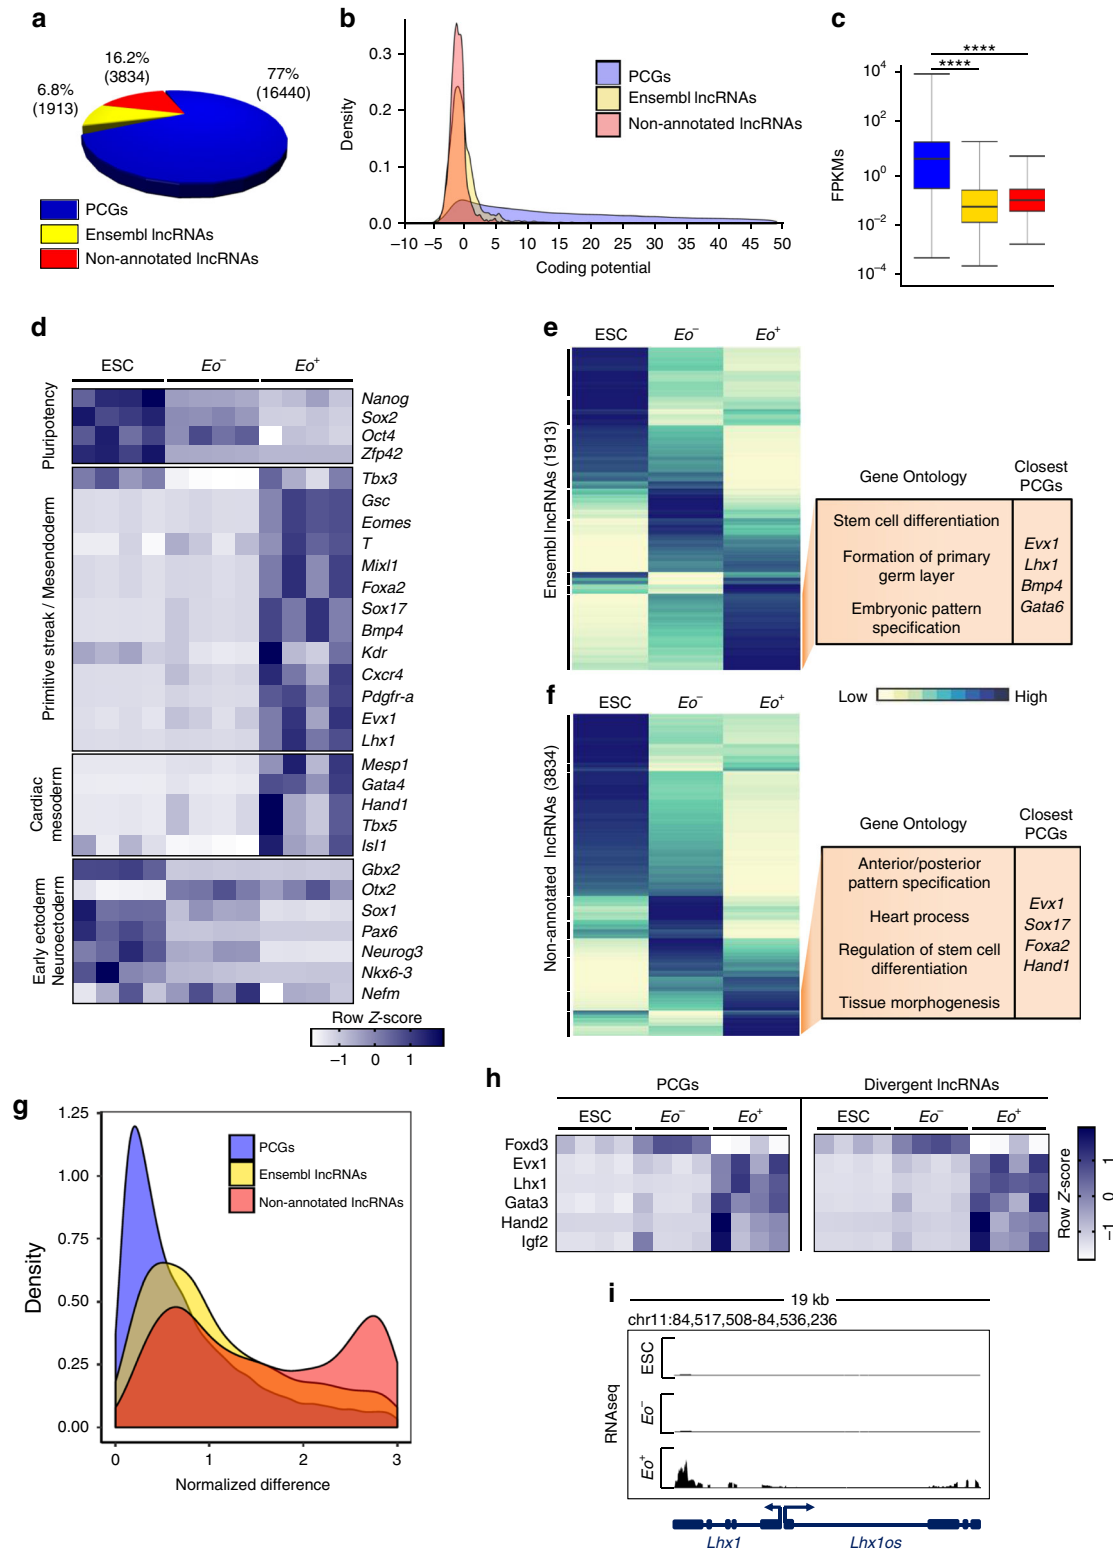 a
16.2%
(3834)
77%
(16440)
6.8%
(1913)
PCGs
Ensembl lncRNAs
Non-annotated lncRNAs
b
Density
0.3
0.2
0.1
0.0
−10 −5 0 5 10 15 20 25 30 35 40 45 50
Coding potential
PCGs
Ensembl lncRNAs
Non-annotated lncRNAs
c
FPKMs
10⁴
10²
10⁰
10⁻²
10⁻⁴
****
****
d
ESC Eo⁻ Eo⁺
Pluripotency
Nanog
Sox2
Oct4
Zfp42
Primitive streak / Mesendoderm
Tbx3
Gsc
Eomes
T
Mixl1
Foxa2
Sox17
Bmp4
Kdr
Cxcr4
Pdgfr-a
Evx1
Lhx1
Cardiac
mesoderm
Mesp1
Gata4
Hand1
Tbx5
Isl1
Early ectoderm
Neuroectoderm
Gbx2
Otx2
Sox1
Pax6
Neurog3
Nkx6-3
Nefm
Row Z-score
−1 0 1
e
ESC Eo⁻ Eo⁺
Ensembl lncRNAs (1913)
Gene Ontology
Closest
PCGs
Stem cell differentiation
Formation of primary
germ layer
Embryonic pattern
specification
Evx1
Lhx1
Bmp4
Gata6
Low High
f
ESC Eo⁻ Eo⁺
Non-annotated lncRNAs (3834)
Gene Ontology
Closest
PCGs
Anterior/posterior
pattern specification
Heart process
Regulation of stem cell
differentiation
Tissue morphogenesis
Evx1
Sox17
Foxa2
Hand1
g
Density
1.25
1.00
0.75
0.50
0.25
0.00
0 1 2 3
Normalized difference
PCGs
Ensembl lncRNAs
Non-annotated lncRNAs
h
PCGs Divergent lncRNAs
ESC Eo⁻ Eo⁺ ESC Eo⁻ Eo⁺
Foxd3
Evx1
Lhx1
Gata3
Hand2
Igf2
Row Z-score
−1 0 1
i
19 kb
chr11:84,517,508-84,536,236
RNAseq
ESC
Eo⁻
Eo⁺
Lhx1 Lhx1os